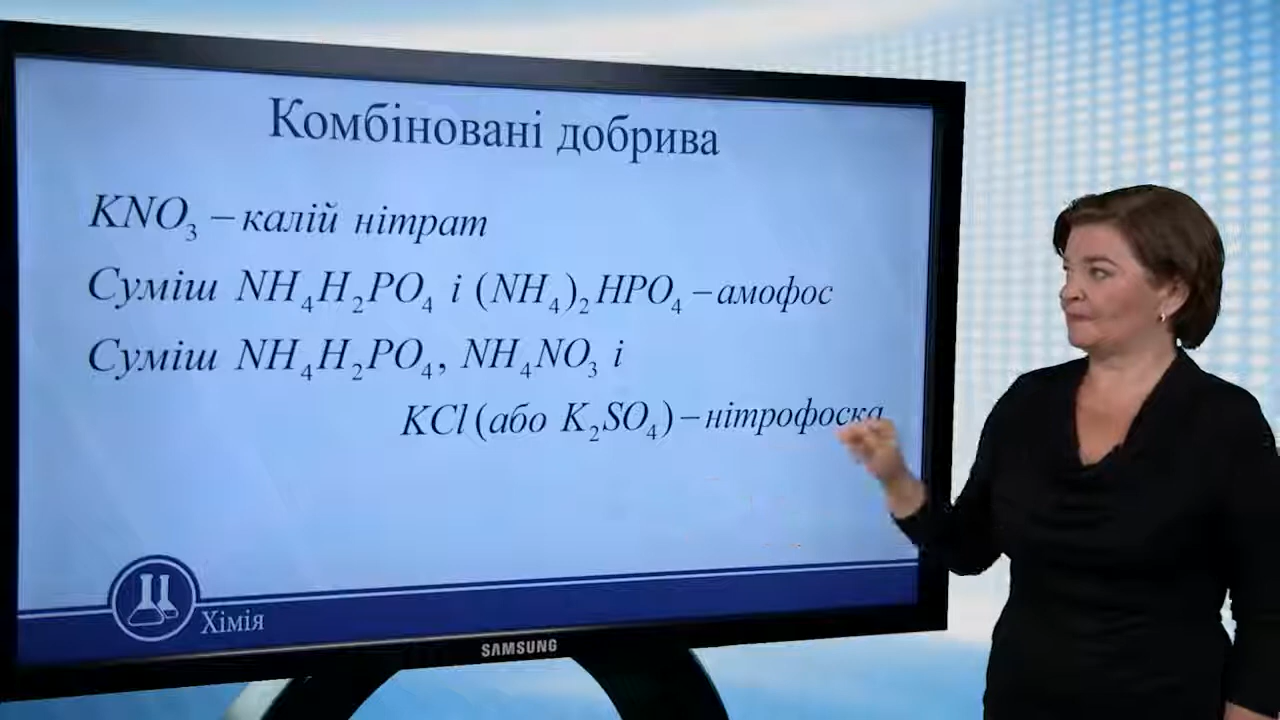 Комбіновані добрива
KNO₃ – калій нітрат
Суміш NH₄H₂PO₄ і (NH₄)₂HPO₄ – амофос
Суміш NH₄H₂PO₄, NH₄NO₃ і
KCl (або K₂SO₄) – нітрофоска
Хімія
SAMSUNG